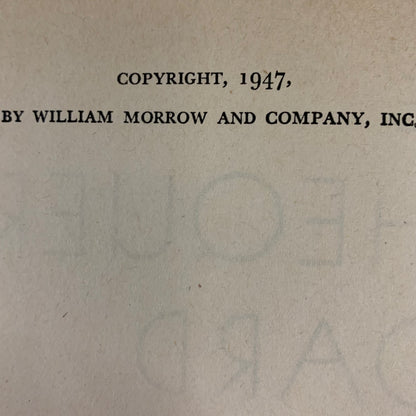 COPYRIGHT, 1947,
BY WILLIAM MORROW AND COMPANY, INC.